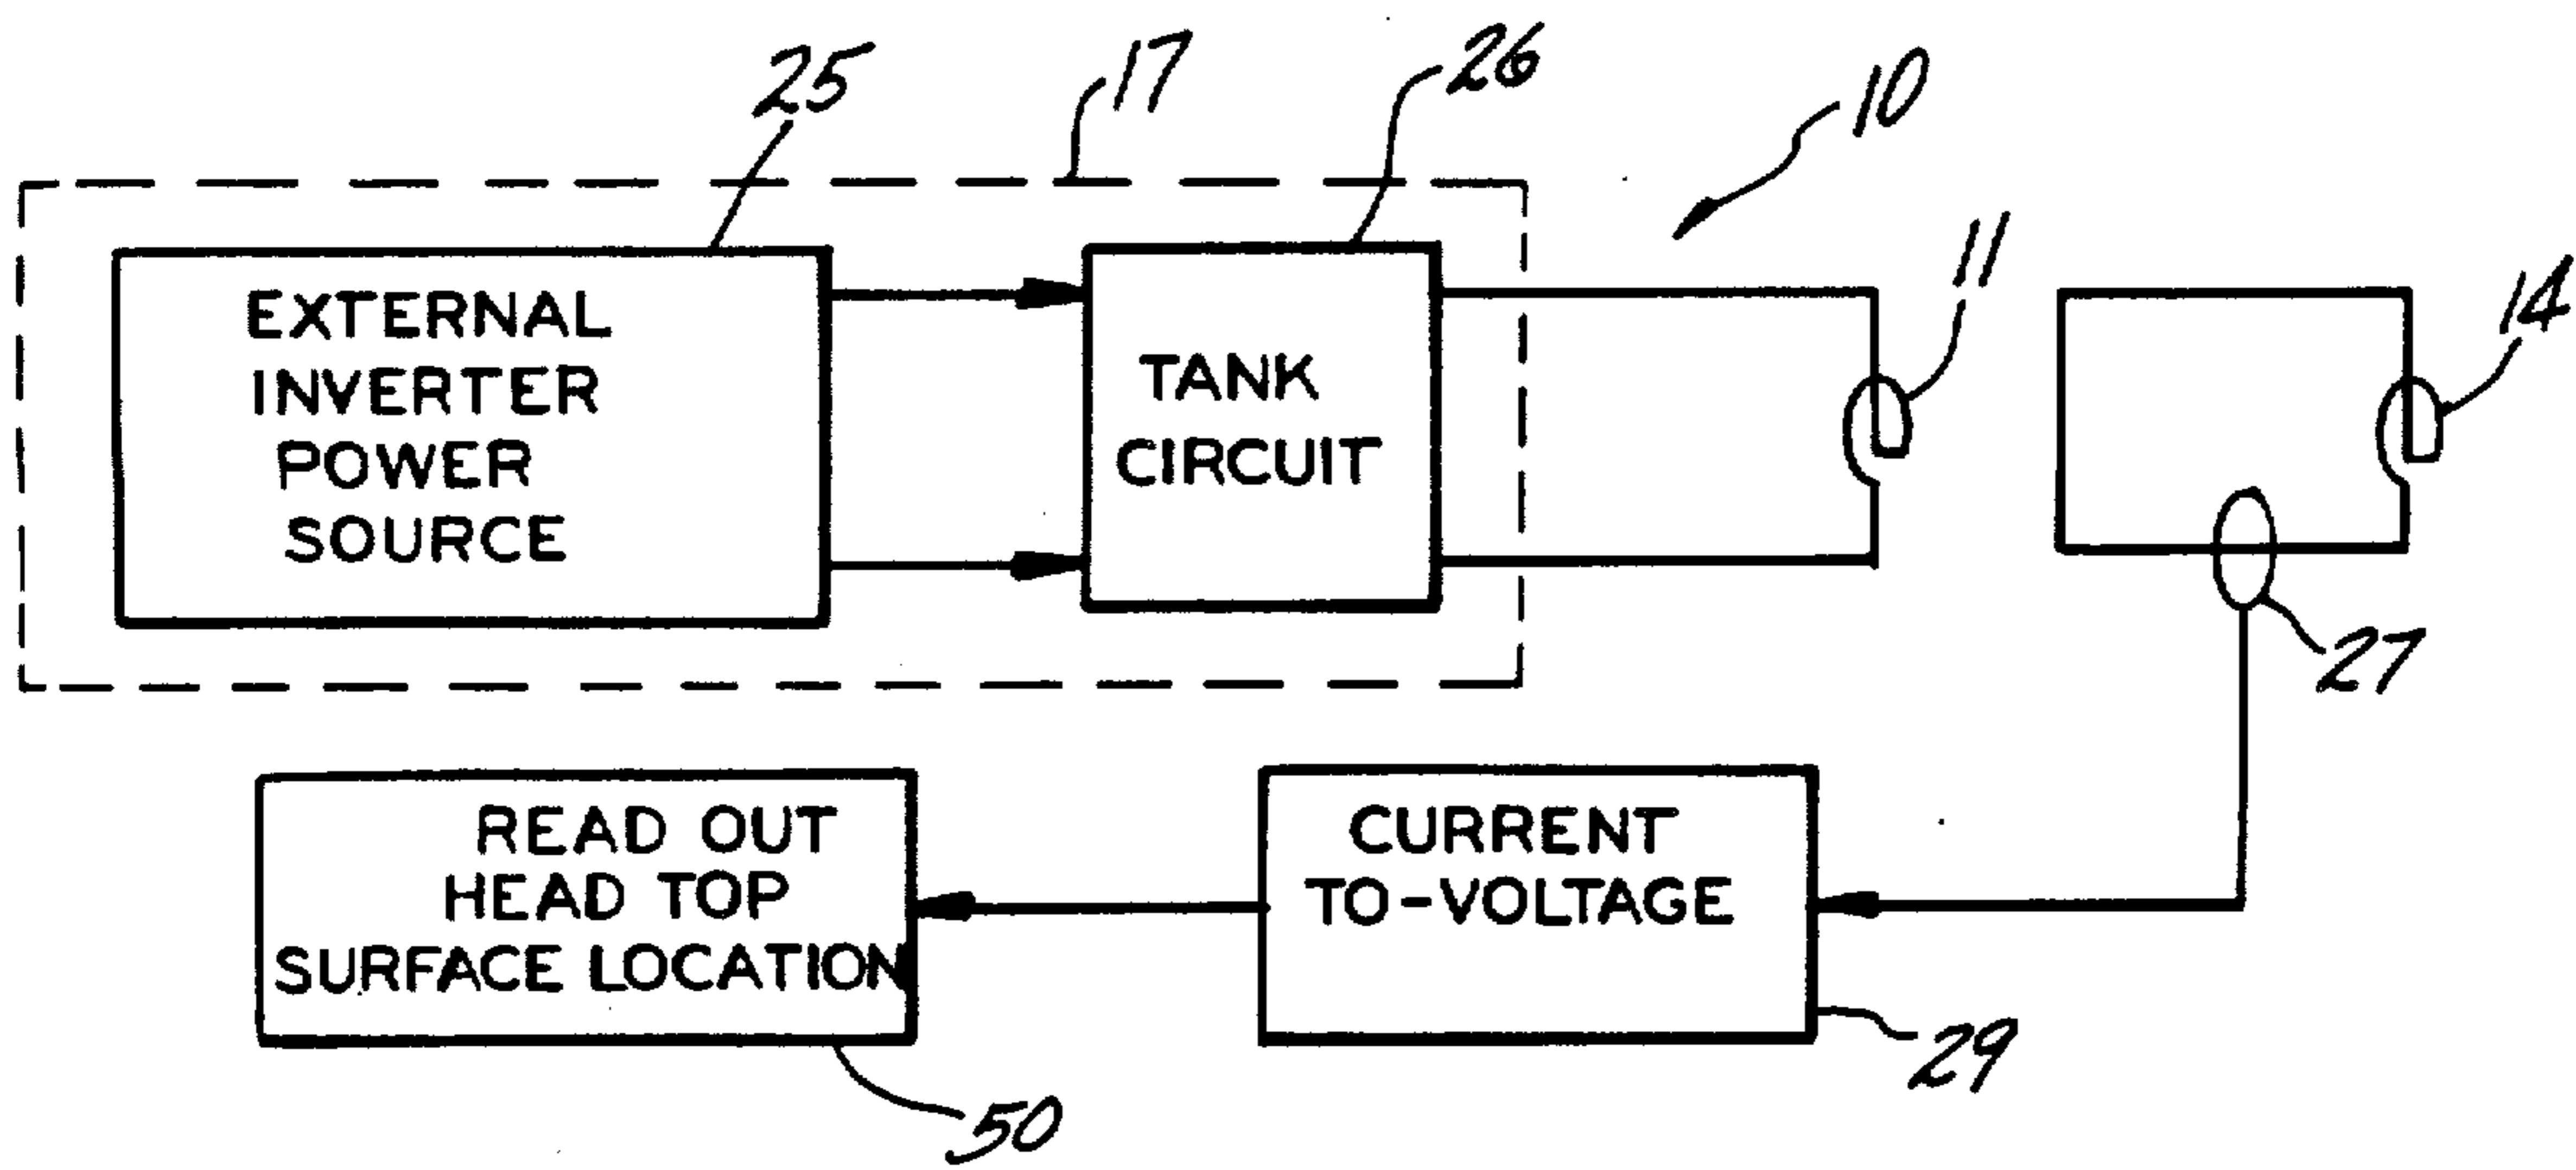 25
17
26
10
11
14
EXTERNAL
INVERTER
POWER
SOURCE
TANK
CIRCUIT
27
READ OUT
HEAD TOP
SURFACE LOCATION
CURRENT
TO-VOLTAGE
29
50